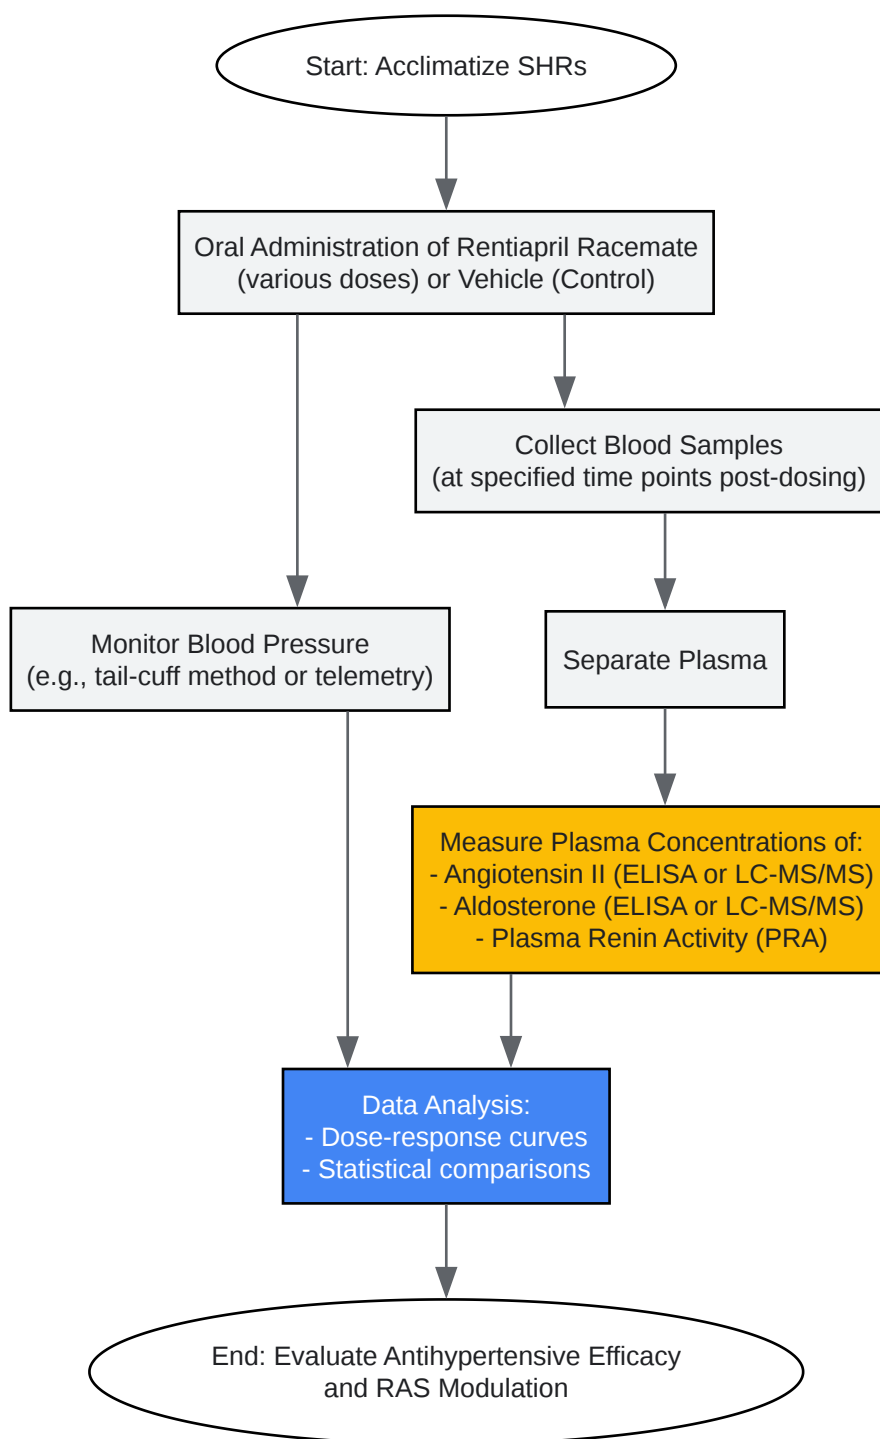 Start: Acclimatize SHRs
Oral Administration of Rentiapril Racemate
(various doses) or Vehicle (Control)
Collect Blood Samples
(at specified time points post-dosing)
Monitor Blood Pressure
(e.g., tail-cuff method or telemetry)
Separate Plasma
Measure Plasma Concentrations of:
- Angiotensin II (ELISA or LC-MS/MS)
- Aldosterone (ELISA or LC-MS/MS)
- Plasma Renin Activity (PRA)
Data Analysis:
- Dose-response curves
- Statistical comparisons
End: Evaluate Antihypertensive Efficacy
and RAS Modulation